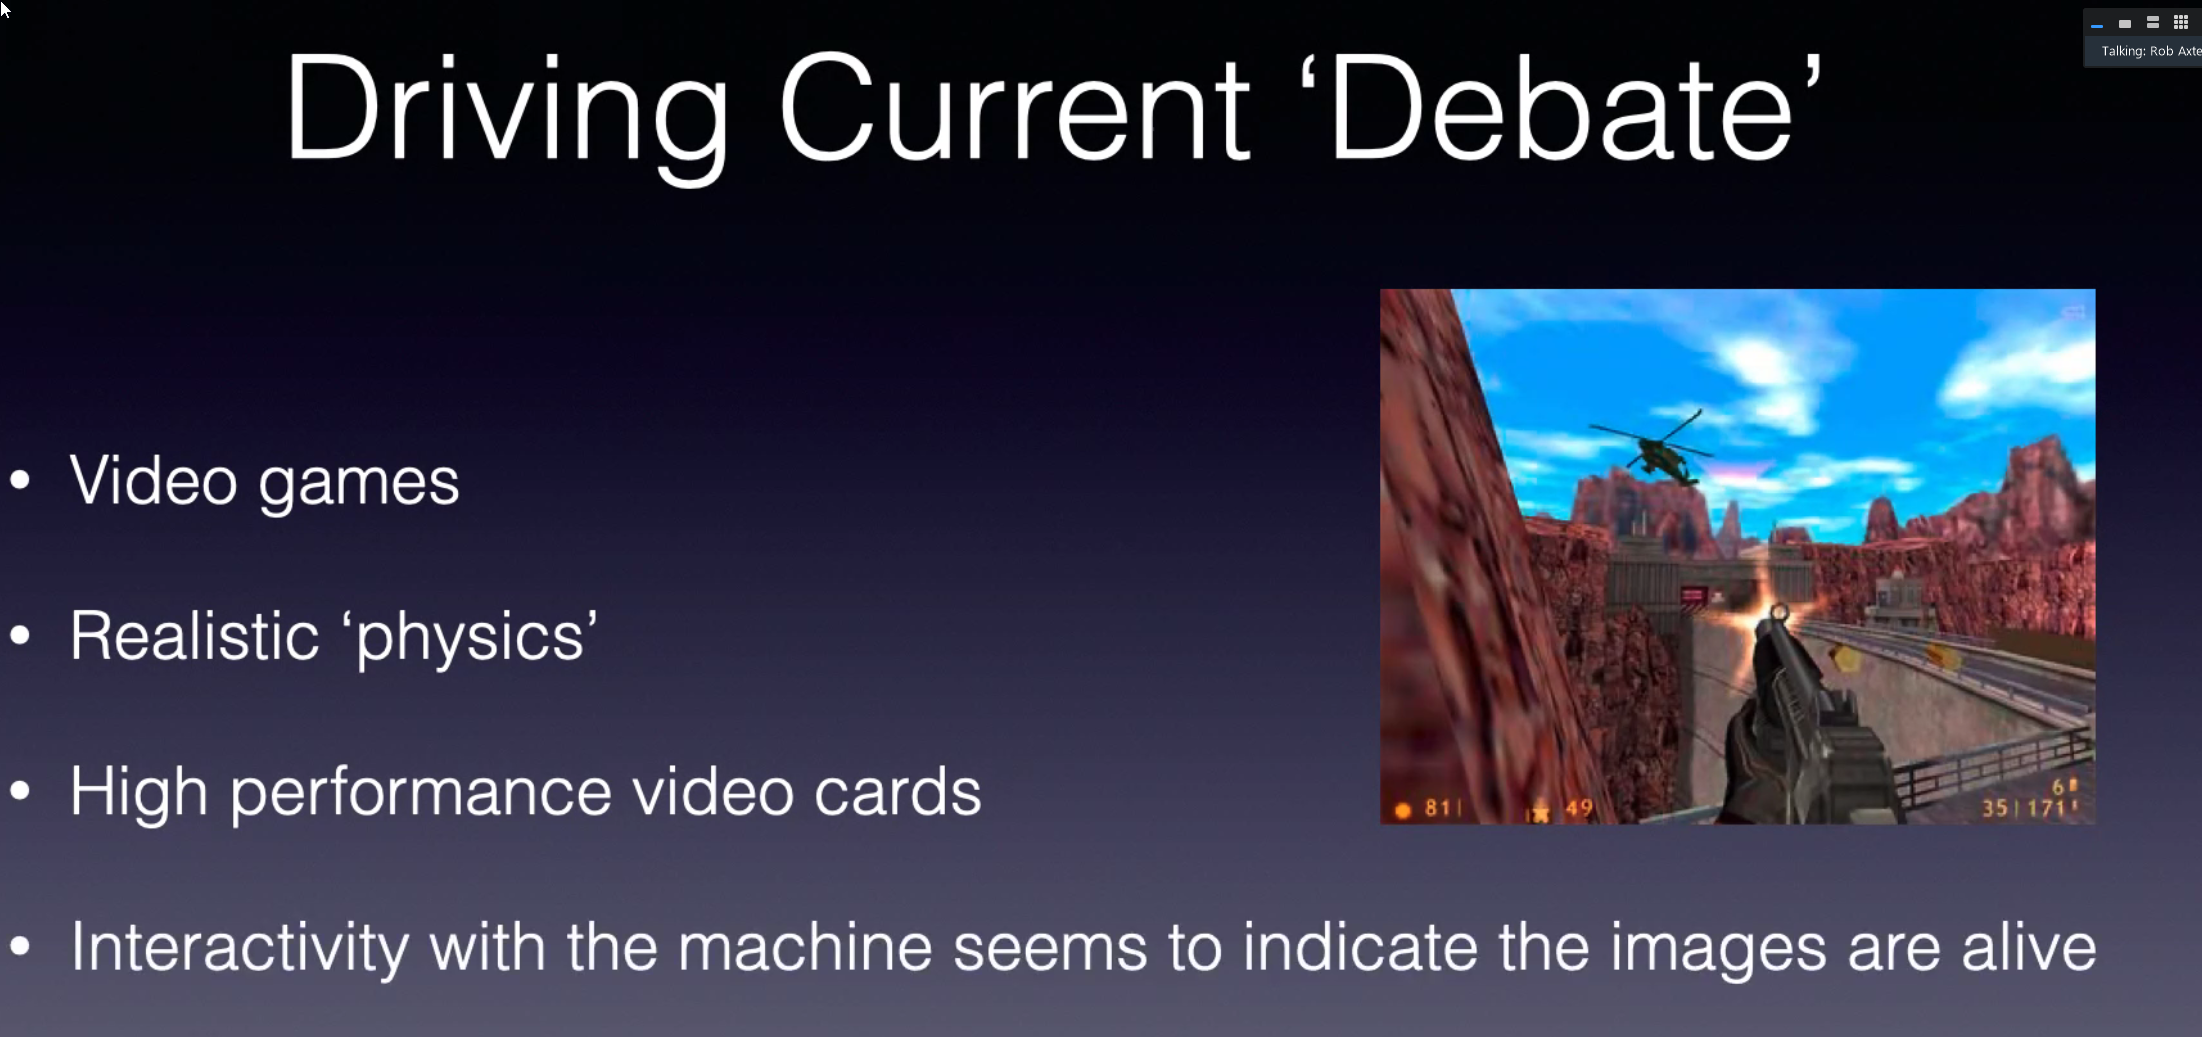 Driving Current ‘Debate’
Talking: Rob Axte
• Video games
• Realistic ‘physics’
• High performance video cards
• Interactivity with the machine seems to indicate the images are alive
81|
49
6
35|171